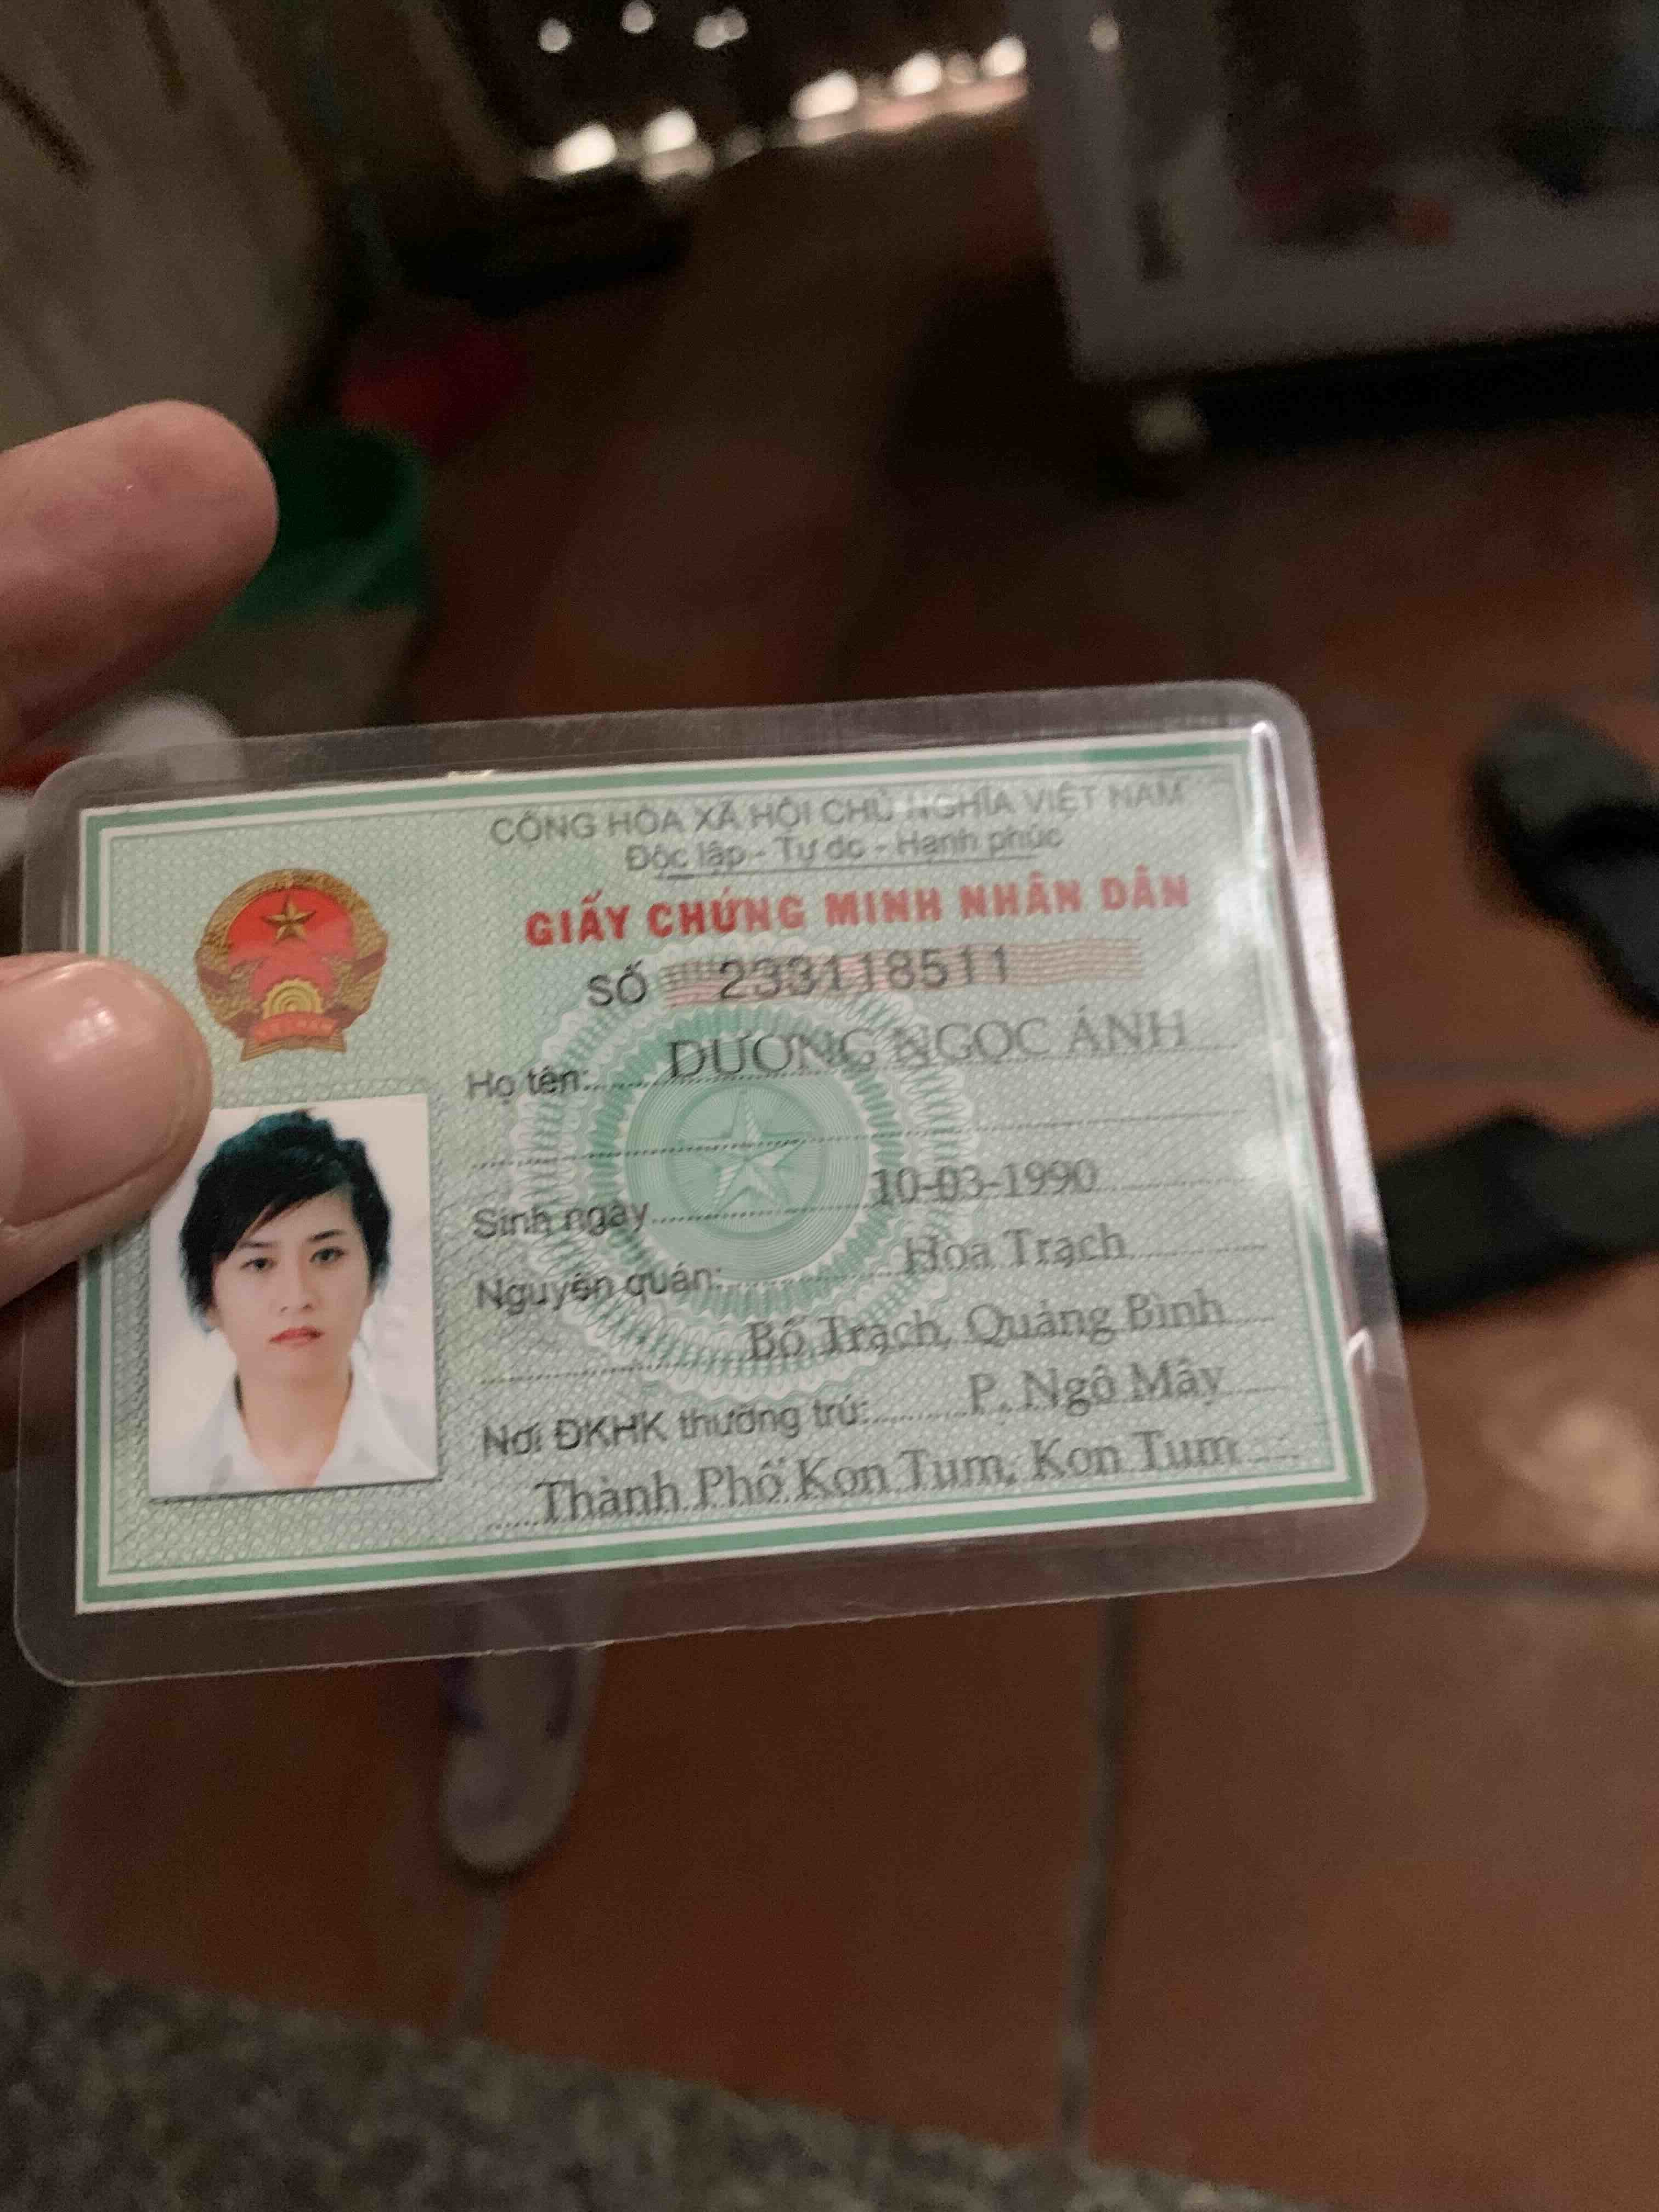 CỘNG HÒA XÃ HỘI CHỦ NGHĨA VIỆT NAM
Độc lập - Tự do - Hạnh phúc
GIẤY CHỨNG MINH NHÂN DÂN
SỐ 233118511
Họ tên: DƯƠNG NGỌC ÁNH
Sinh ngày 10-03-1990
Nguyên quán: Hòa Trạch
Bố Trạch, Quảng Bình
Nơi ĐKHK thường trú: P. Ngô Mây
Thành Phố Kon Tum, Kon Tum
VIỆT NAM